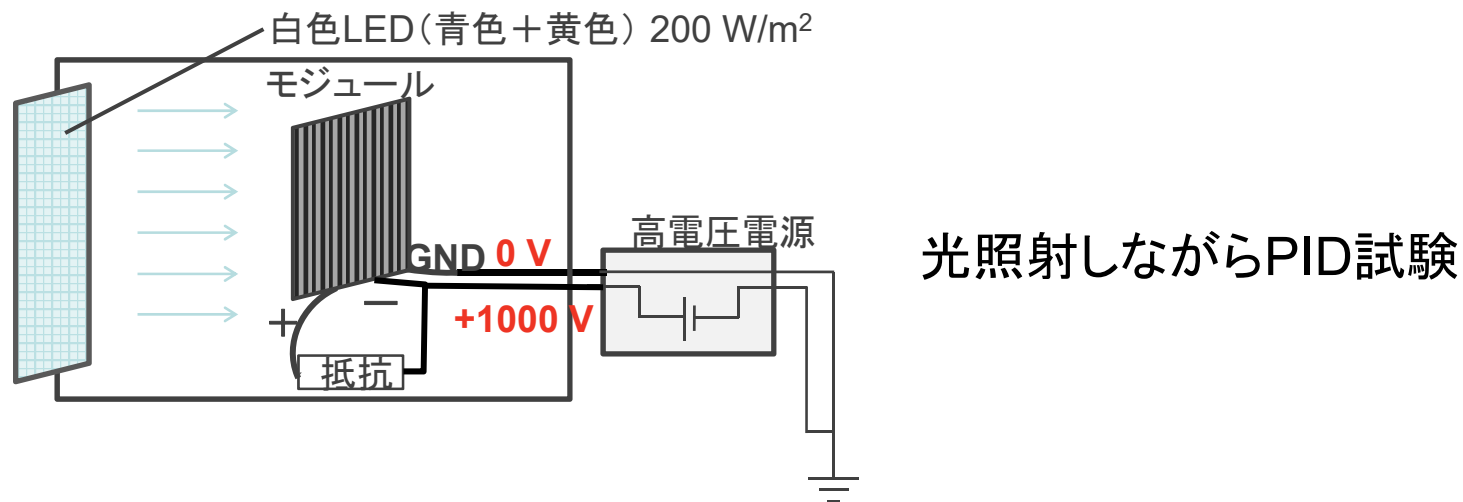 白色LED(青色+黄色) 200 W/m²
モジュール
GND 0 V
高電圧電源
光照射しながらPID試験
+
−
+1000 V
抵抗